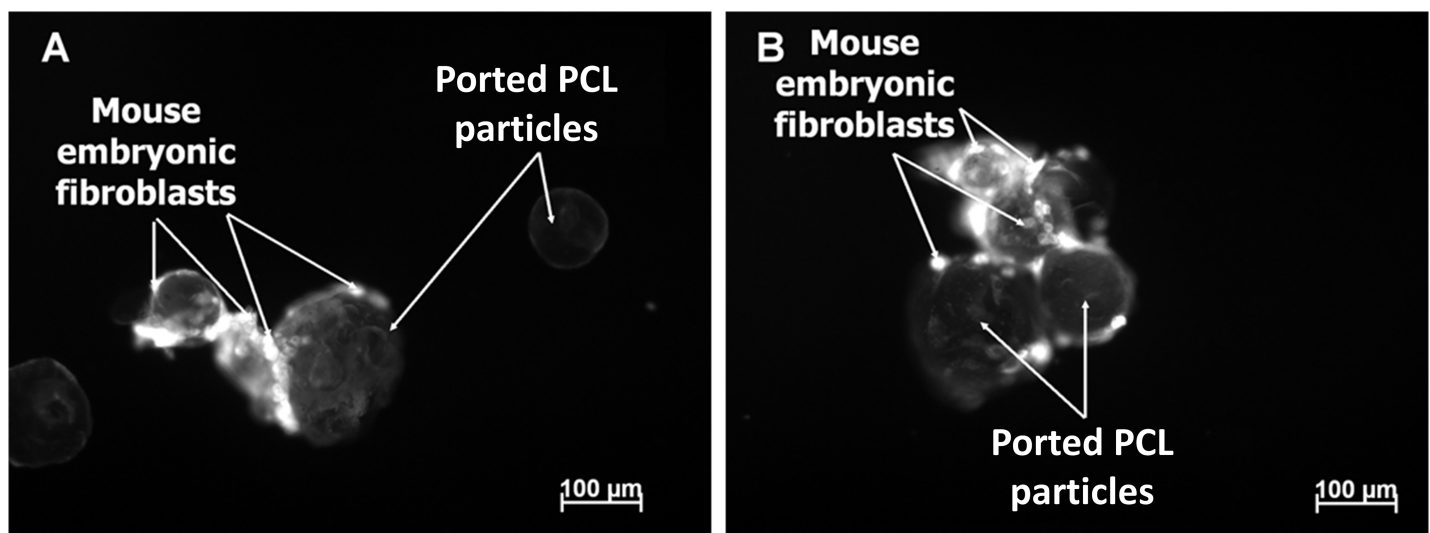 A
Mouse
embryonic
fibroblasts
Ported PCL
particles
100 µm
B
Mouse
embryonic
fibroblasts
Ported PCL
particles
100 µm